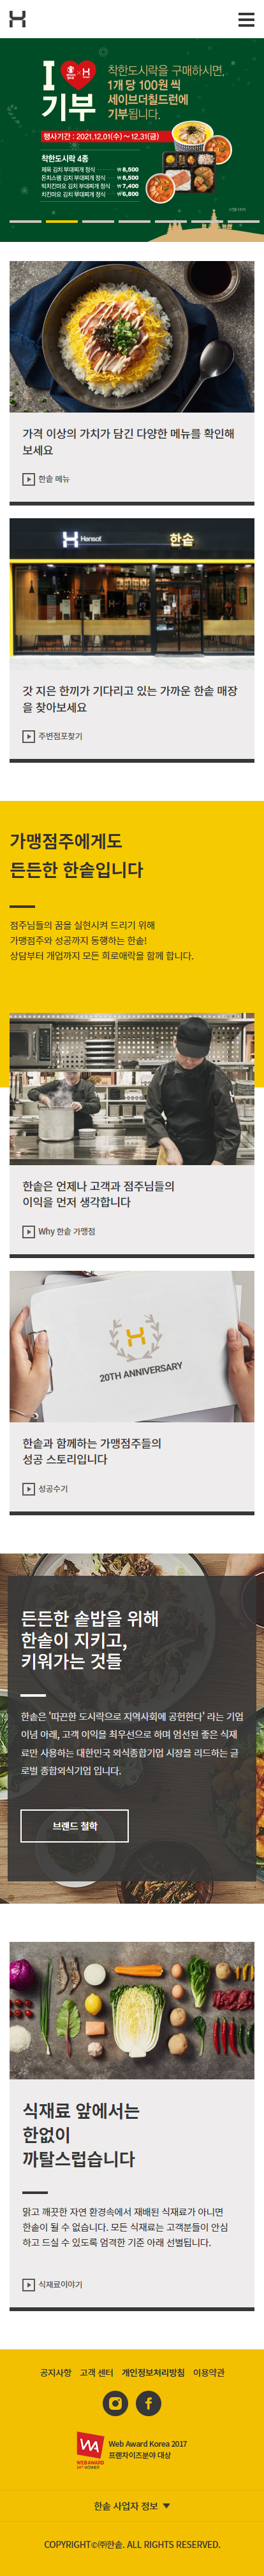 I 한솥 × H
기부
착한도시락을 구매하시면,
1개 당 100원 씩
세이브더칠드런에
기부됩니다.
행사기간 : 2021.12/01(수)~ 12/31(금)
착한도시락 4종
제육 김치 부대찌개 정식 ₩8,500
돈치스팸 김치 부대찌개 정식 ₩8,500
빅치킨마요 김치 부대찌개 정식 ₩7,400
치킨마요 김치 부대찌개 정식 ₩6,800
가격 이상의 가치가 담긴 다양한 메뉴를 확인해
보세요
한솥 메뉴
Hansot
한솥
갓 지은 한끼가 기다리고 있는 가까운 한솥 매장
을 찾아보세요
주변점포찾기
가맹점주에게도
든든한 한솥입니다
점주님들의 꿈을 실현시켜 드리기 위해
가맹점주와 성공까지 동행하는 한솥!
상담부터 개업까지 모든 희로애락을 함께 합니다.
한솥은 언제나 고객과 점주님들의
이익을 먼저 생각합니다
Why 한솥 가맹점
20TH ANNIVERSARY
한솥과 함께하는 가맹점주들의
성공 스토리입니다
성공수기
든든한 솥밥을 위해
한솥이 지키고,
키워가는 것들
한솥은 '따끈한 도시락으로 지역사회에 공헌한다' 라는 기업
이념 아래, 고객 이익을 최우선으로 하며 엄선된 좋은 식재
료만 사용하는 대한민국 외식종합기업 시장을 리드하는 글
로벌 종합외식기업 입니다.
브랜드 철학
식재료 앞에서는
한없이
까탈스럽습니다
맑고 깨끗한 자연 환경속에서 재배된 식재료가 아니면
한솥이 될 수 없습니다. 모든 식재료는 고객분들이 안심
하고 드실 수 있도록 엄격한 기준 아래 선별됩니다.
식재료이야기
공지사항 고객 센터 개인정보처리방침 이용약관
WA
WEB AWARD
WINNER
Web Award Korea 2017
프랜차이즈분야 대상
한솥 사업자 정보
COPYRIGHT©㈜한솥. ALL RIGHTS RESERVED.